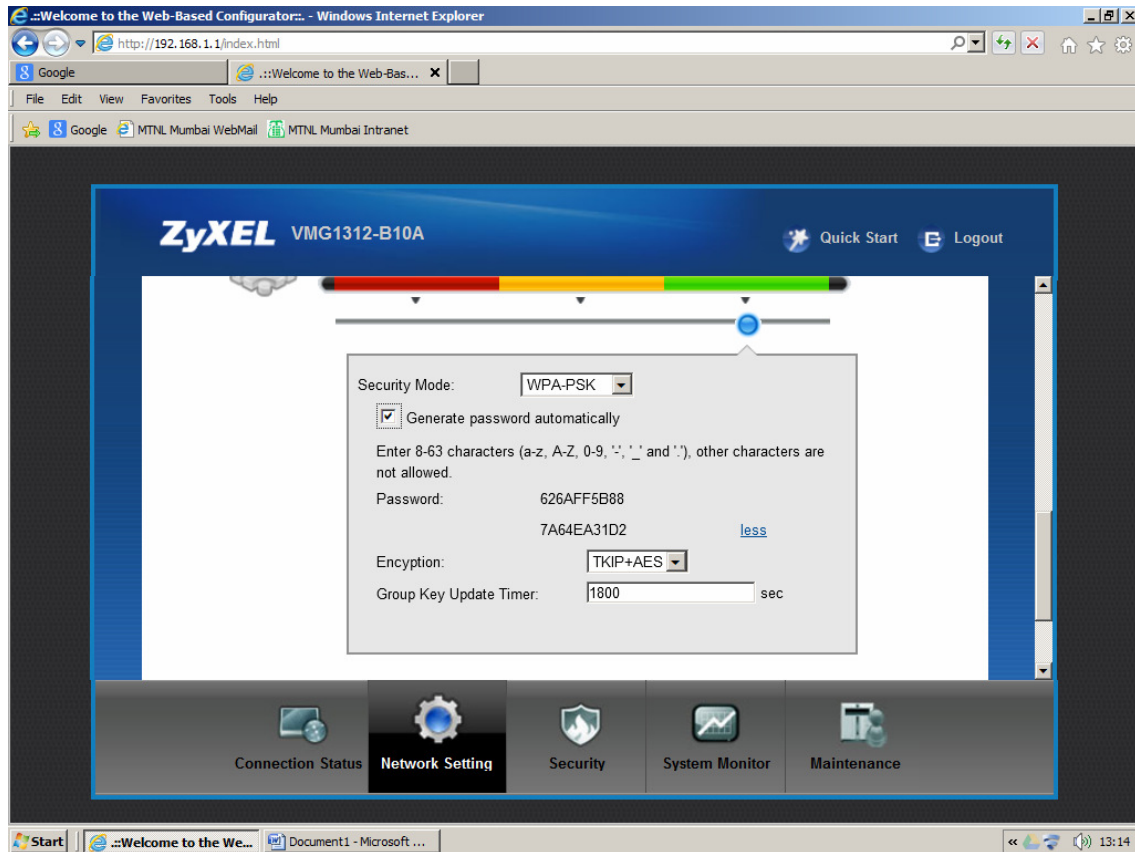 .::Welcome to the Web-Based Configurator::. - Windows Internet Explorer
http://192.168.1.1/index.html
Google
.::Welcome to the Web-Bas... X
File Edit View Favorites Tools Help
Google MTNL Mumbai WebMail MTNL Mumbai Intranet
ZyXEL VMG1312-B10A
Quick Start Logout
Security Mode: WPA-PSK
Generate password automatically
Enter 8-63 characters (a-z, A-Z, 0-9, '-', '_' and '.'), other characters are
not allowed.
Password: 626AFF5B88
7A64EA31D2 less
Encyption: TKIP+AES
Group Key Update Timer: 1800 sec
Connection Status Network Setting Security System Monitor Maintenance
Start .::Welcome to the We... Document1 - Microsoft ... « 13:14